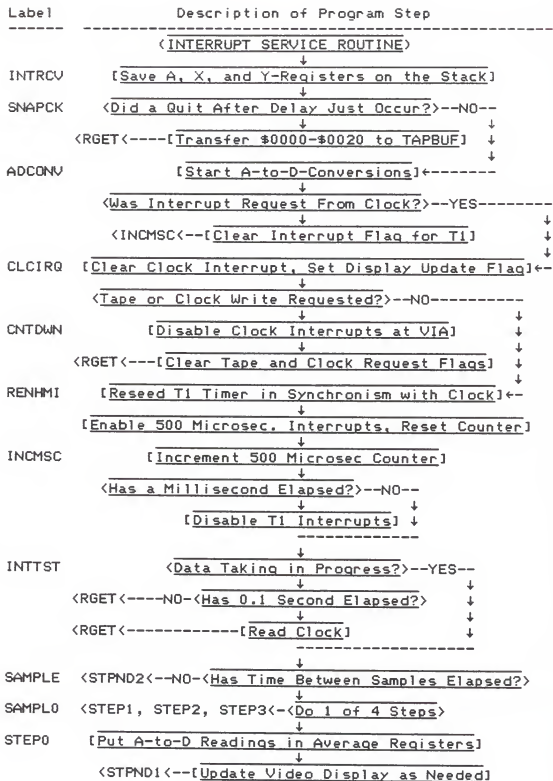 Label Description of Program Step
----- ------------------------------------------------
<INTERRUPT SERVICE ROUTINE>
↓
INTRCV [Save A, X, and Y-Registers on the Stack]
↓
SNAPCK <Did a Quit After Delay Just Occur?>--NO--
↓ ↓
<RGET<----[Transfer $0000-$0020 to TAPBUF] ↓
↓
ADCONV [Start A-to-D-Conversions]←-------
↓
<Was Interrupt Request From Clock?>--YES--------
↓ ↓
<INCMSC<--[Clear Interrupt Flag for T1] ↓
↓
CLCIRQ [Clear Clock Interrupt, Set Display Update Flag]←--
↓
<Tape or Clock Write Requested?>--NO----------
↓ ↓
CNTDWN [Disable Clock Interrupts at VIA] ↓
↓ ↓
<RGET<---[Clear Tape and Clock Request Flags] ↓
↓
RENHMI [Reseed T1 Timer in Synchronism with Clock]←-
↓
[Enable 500 Microsec. Interrupts, Reset Counter]
↓
INCMSC [Increment 500 Microsec Counter]
↓
<Has a Millisecond Elapsed?>--NO--
↓ ↓
[Disable T1 Interrupts] ↓
-------------
↓
INTTST <Data Taking in Progress?>--YES--
↓ ↓
<RGET<----NO-<Has 0.1 Second Elapsed?> ↓
↓ ↓
<RGET<------------[Read Clock] ↓
-------------------
↓
SAMPLE <STPND2<--NO-<Has Time Between Samples Elapsed?>
↓
SAMPL0 <STEP1, STEP2, STEP3<-<Do 1 of 4 Steps>
↓
STEP0 [Put A-to-D Readings in Average Registers]
↓
<STPND1<--[Update Video Display as Needed]